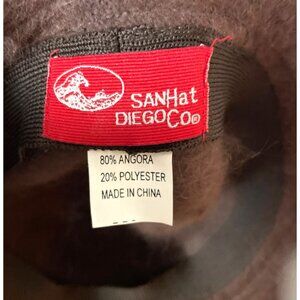 SANHat
DIEGOCo®
80% ANGORA
20% POLYESTER
MADE IN CHINA